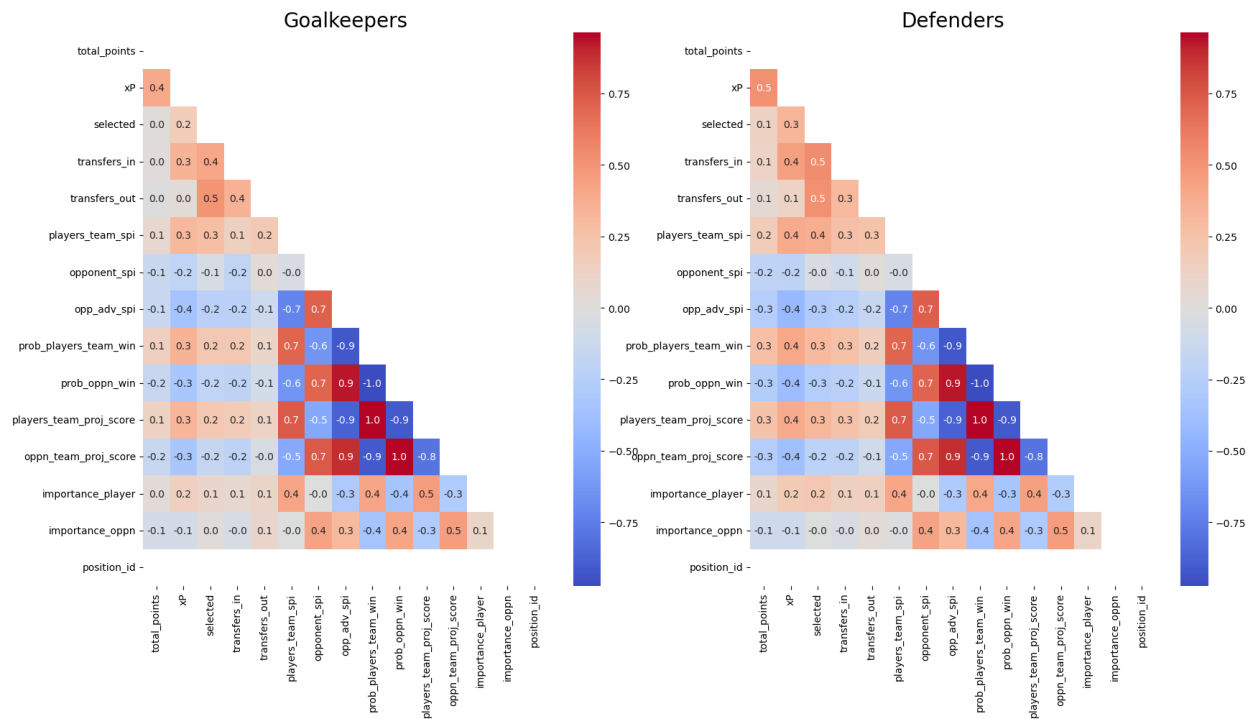 Goalkeepers
total_points
xP 0.4
selected 0.0 0.2
transfers_in 0.0 0.3 0.4
transfers_out 0.0 0.0 0.5 0.4
players_team_spi 0.1 0.3 0.3 0.1 0.2
opponent_spi -0.1 -0.2 -0.1 -0.2 0.0 -0.0
opp_adv_spi -0.1 -0.4 -0.2 -0.2 -0.1 -0.7 0.7
prob_players_team_win 0.1 0.3 0.2 0.2 0.1 0.7 -0.6 -0.9
prob_oppn_win -0.2 -0.3 -0.2 -0.2 -0.1 -0.6 0.7 0.9 -1.0
players_team_proj_score 0.1 0.3 0.2 0.2 0.1 0.7 -0.5 -0.9 1.0 -0.9
oppn_team_proj_score -0.2 -0.3 -0.2 -0.2 -0.0 -0.5 0.7 0.9 -0.9 1.0 -0.8
importance_player 0.0 0.2 0.1 0.1 0.1 0.4 -0.0 -0.3 0.4 -0.4 0.5 -0.3
importance_oppn -0.1 -0.1 0.0 -0.0 0.1 -0.0 0.4 0.3 -0.4 0.4 -0.3 0.5 0.1
position_id
total_points
xP
selected
transfers_in
transfers_out
players_team_spi
opponent_spi
opp_adv_spi
prob_players_team_win
prob_oppn_win
players_team_proj_score
oppn_team_proj_score
importance_player
importance_oppn
position_id
0.75
0.50
0.25
0.00
−0.25
−0.50
−0.75
Defenders
total_points
xP 0.5
selected 0.1 0.3
transfers_in 0.1 0.4 0.5
transfers_out 0.1 0.1 0.5 0.3
players_team_spi 0.2 0.4 0.4 0.3 0.3
opponent_spi -0.2 -0.2 -0.0 -0.1 0.0 -0.0
opp_adv_spi -0.3 -0.4 -0.3 -0.2 -0.2 -0.7 0.7
prob_players_team_win 0.3 0.4 0.3 0.3 0.2 0.7 -0.6 -0.9
prob_oppn_win -0.3 -0.4 -0.3 -0.2 -0.1 -0.6 0.7 0.9 -1.0
players_team_proj_score 0.3 0.4 0.3 0.3 0.2 0.7 -0.5 -0.9 1.0 -0.9
oppn_team_proj_score -0.3 -0.4 -0.2 -0.2 -0.1 -0.5 0.7 0.9 -0.9 1.0 -0.8
importance_player 0.1 0.2 0.2 0.1 0.1 0.4 -0.0 -0.3 0.4 -0.3 0.4 -0.3
importance_oppn -0.1 -0.1 -0.0 -0.0 0.0 -0.0 0.4 0.3 -0.4 0.4 -0.3 0.5 0.1
position_id
total_points
xP
selected
transfers_in
transfers_out
players_team_spi
opponent_spi
opp_adv_spi
prob_players_team_win
prob_oppn_win
players_team_proj_score
oppn_team_proj_score
importance_player
importance_oppn
position_id
0.75
0.50
0.25
0.00
−0.25
−0.50
−0.75